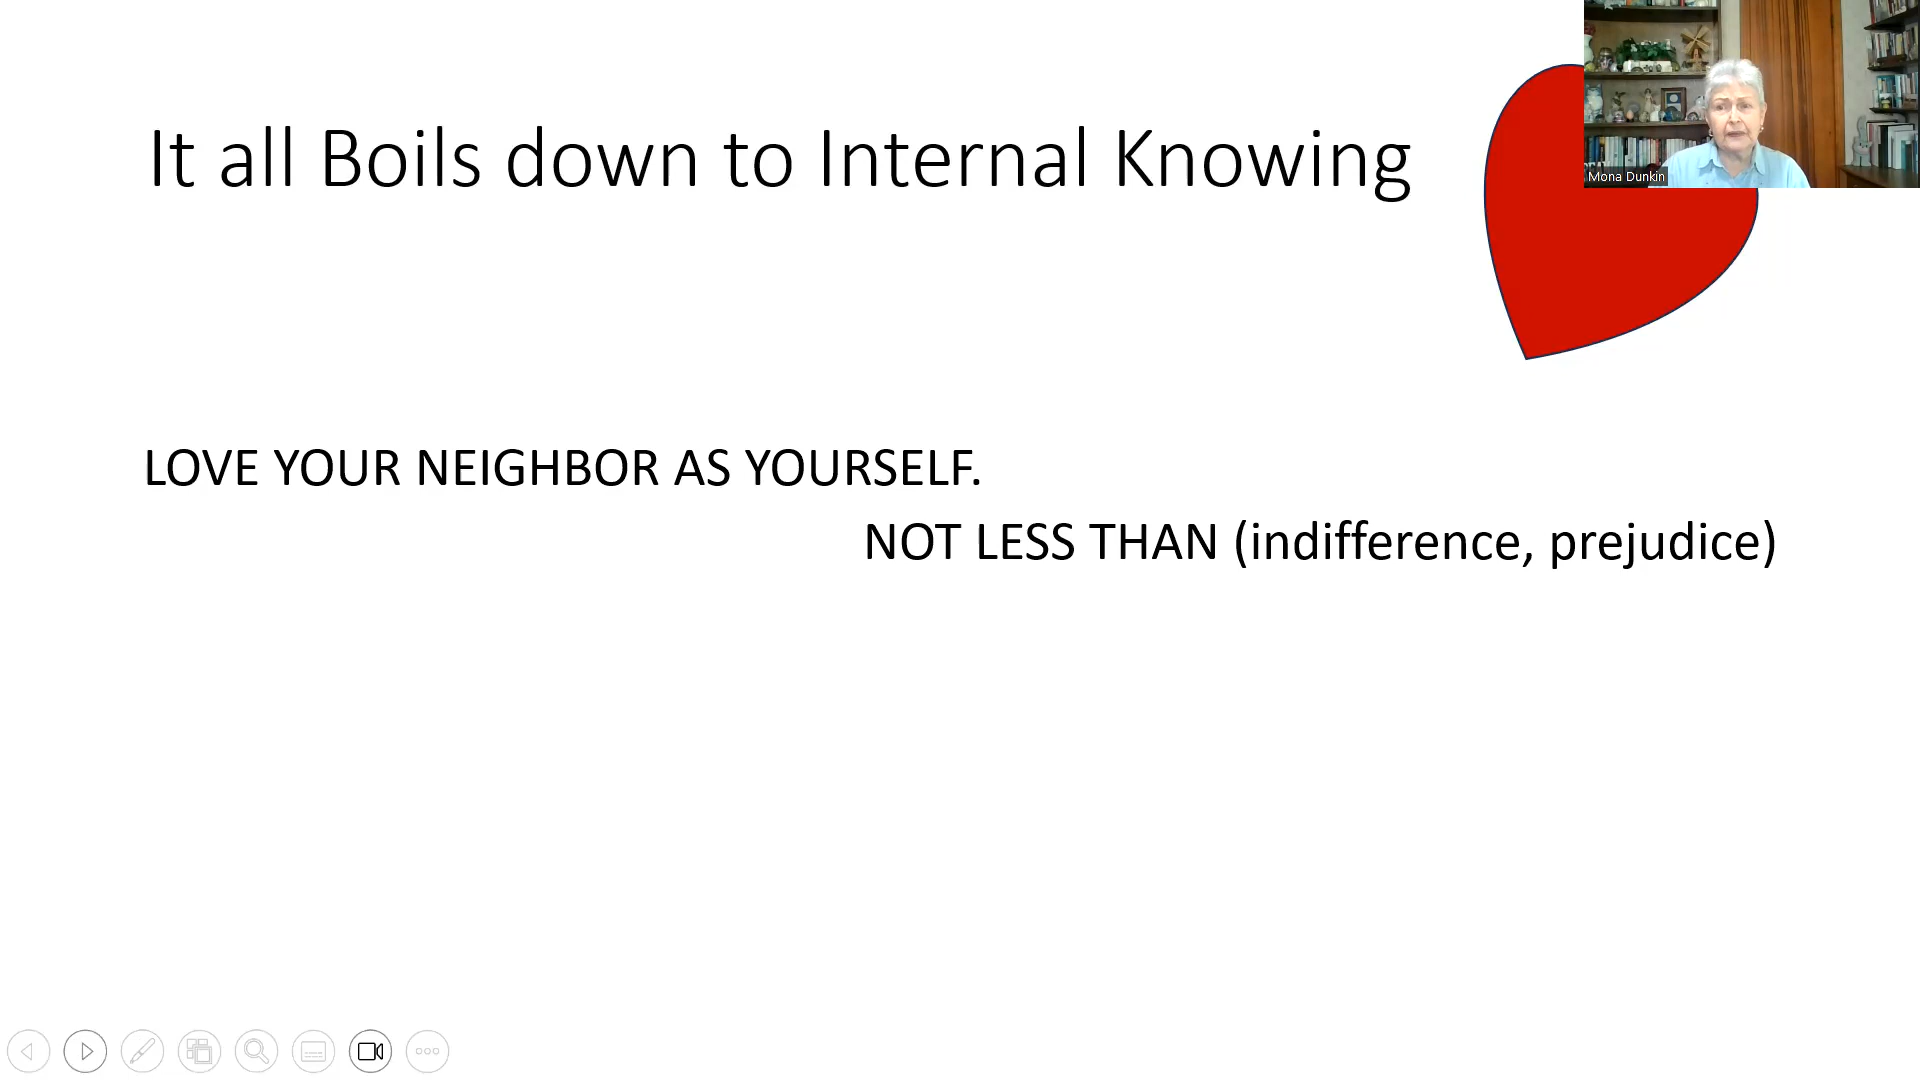 It all Boils down to Internal Knowing
Mona Dunkin
LOVE YOUR NEIGHBOR AS YOURSELF.
NOT LESS THAN (indifference, prejudice)